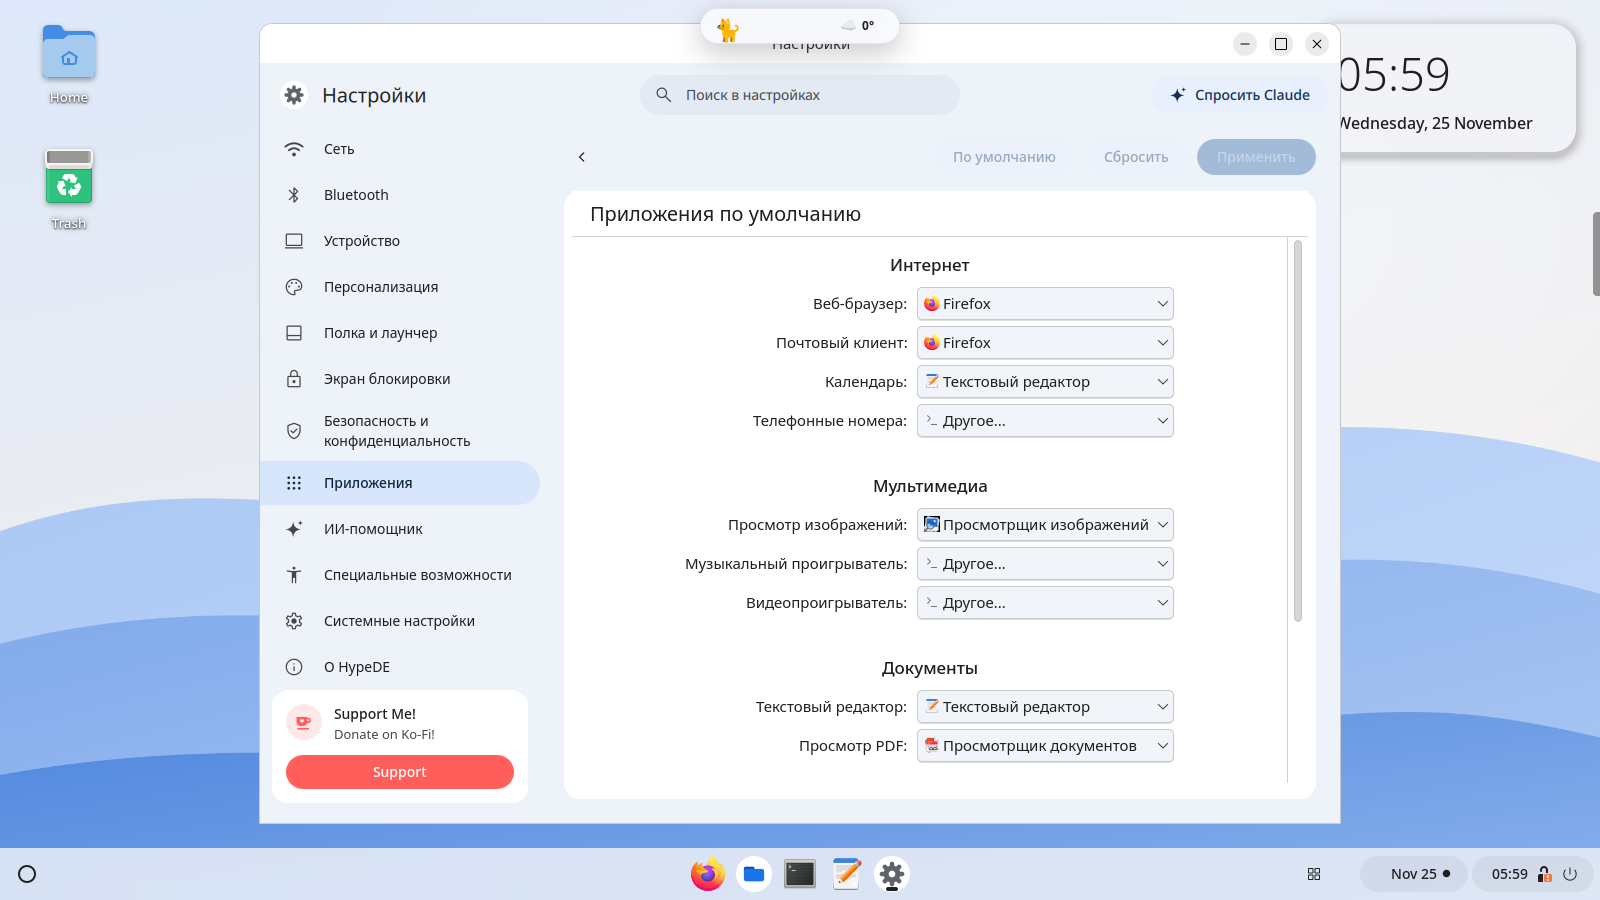 Home
Trash
0°
Настройки
05:59
Wednesday, 25 November
Настройки
Поиск в настройках
Спросить Claude
Сеть
Bluetooth
Устройство
Персонализация
Полка и лаунчер
Экран блокировки
Безопасность и
конфиденциальность
Приложения
ИИ-помощник
Специальные возможности
Системные настройки
О HypeDE
Support Me!
Donate on Ko-Fi!
Support
По умолчанию
Сбросить
Применить
Приложения по умолчанию
Интернет
Веб-браузер: Firefox
Почтовый клиент: Firefox
Календарь: Текстовый редактор
Телефонные номера: Другое...
Мультимедиа
Просмотр изображений: Просмотрщик изображений
Музыкальный проигрыватель: Другое...
Видеопроигрыватель: Другое...
Документы
Текстовый редактор: Текстовый редактор
Просмотр PDF: Просмотрщик документов
Nov 25
05:59